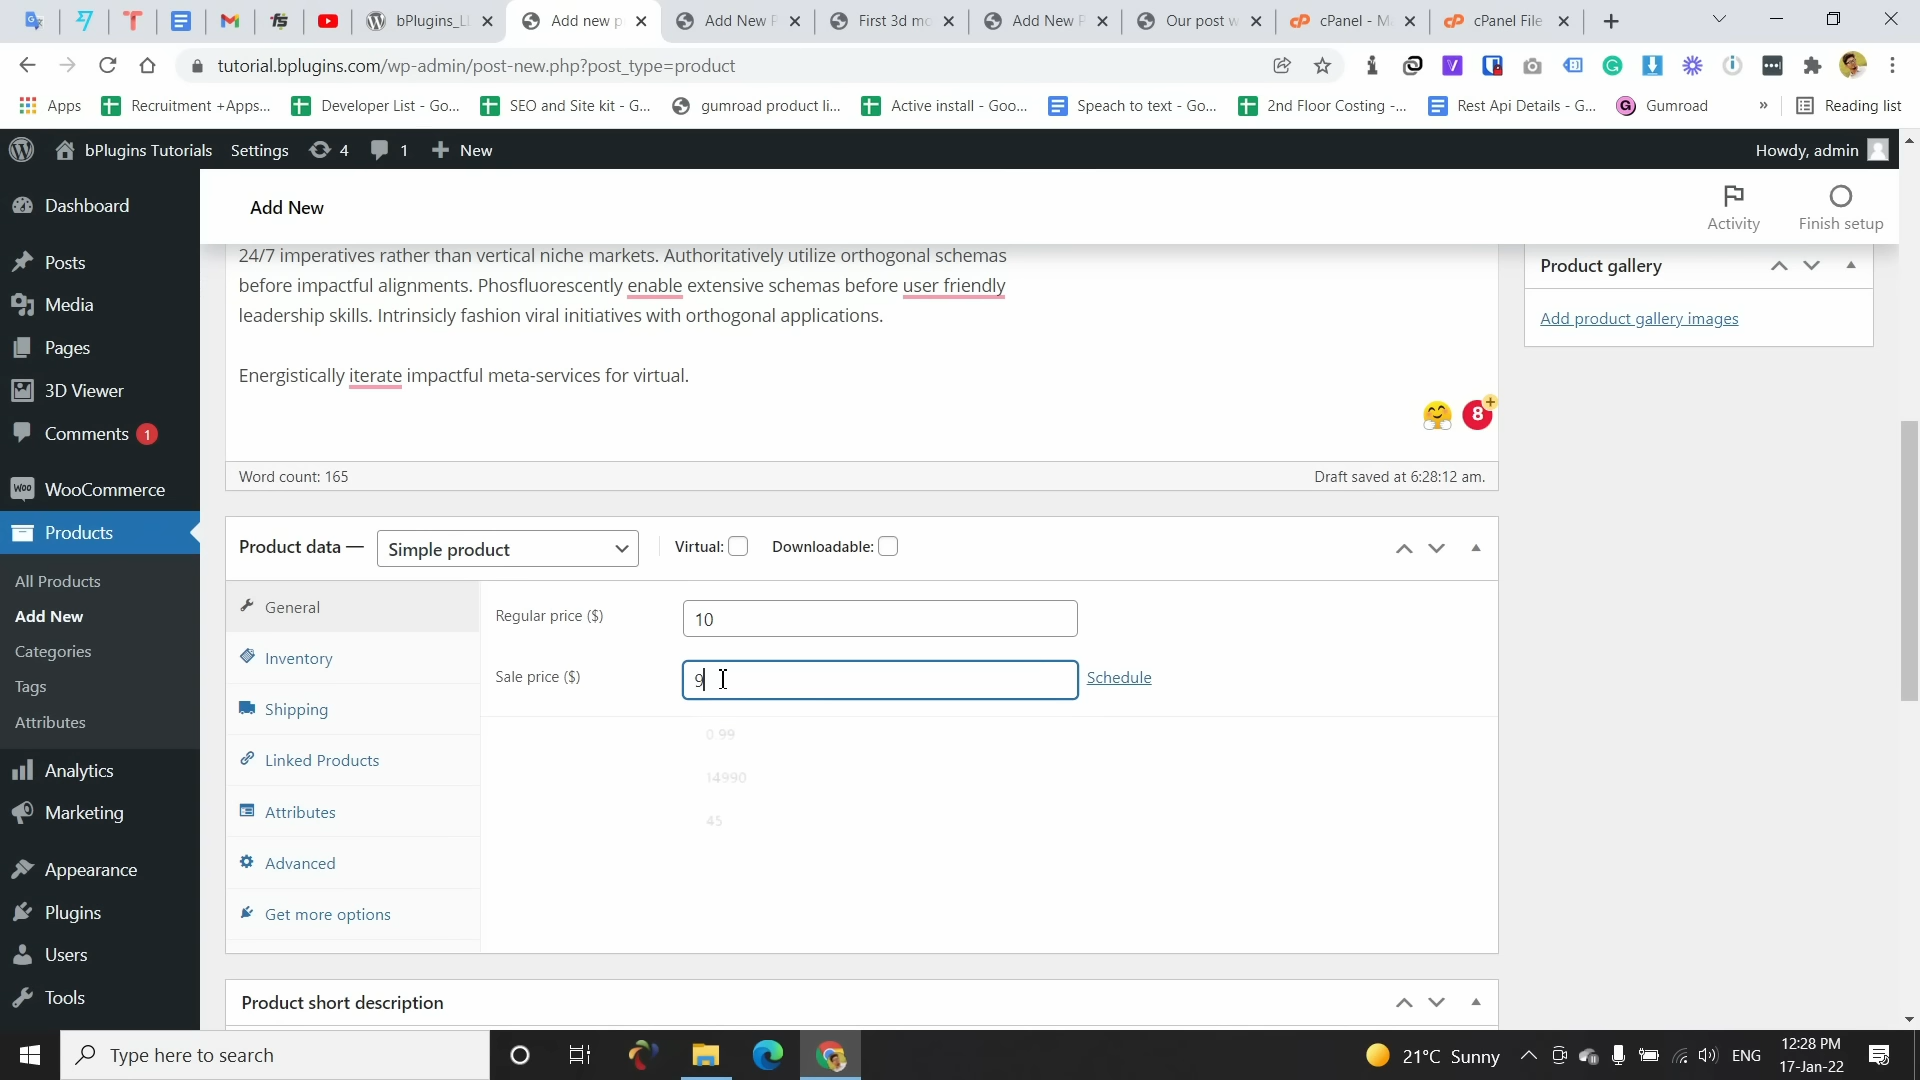 bPlugins_Ll
Add new p
Add New P
First 3d mo
Add New P
Our post w
cPanel - M
cPanel File
tutorial.bplugins.com/wp-admin/post-new.php?post_type=product
Apps
Recruitment +Apps...
Developer List - Go...
SEO and Site kit - G...
gumroad product li...
Active install - Goo...
Speach to text - Go...
2nd Floor Costing -...
Rest Api Details - G...
Gumroad
»
Reading list
bPlugins Tutorials
Settings
4
1
New
Howdy, admin
Dashboard
Posts
Media
Pages
3D Viewer
Comments 1
WooCommerce
Products
All Products
Add New
Categories
Tags
Attributes
Analytics
Marketing
Appearance
Plugins
Users
Tools
Add New
Activity
Finish setup
24/7 imperatives rather than vertical niche markets. Authoritatively utilize orthogonal schemas
before impactful alignments. Phosfluorescently enable extensive schemas before user friendly
leadership skills. Intrinsicly fashion viral initiatives with orthogonal applications.
Energistically iterate impactful meta-services for virtual.
8
Word count: 165
Draft saved at 6:28:12 am.
Product gallery
Add product gallery images
Product data —
Simple product
Virtual:
Downloadable:
General
Inventory
Shipping
Linked Products
Attributes
Advanced
Get more options
Regular price ($)
10
Sale price ($)
9
Schedule
0.99
14990
45
Product short description
Type here to search
21°C Sunny
ENG
12:28 PM
17-Jan-22